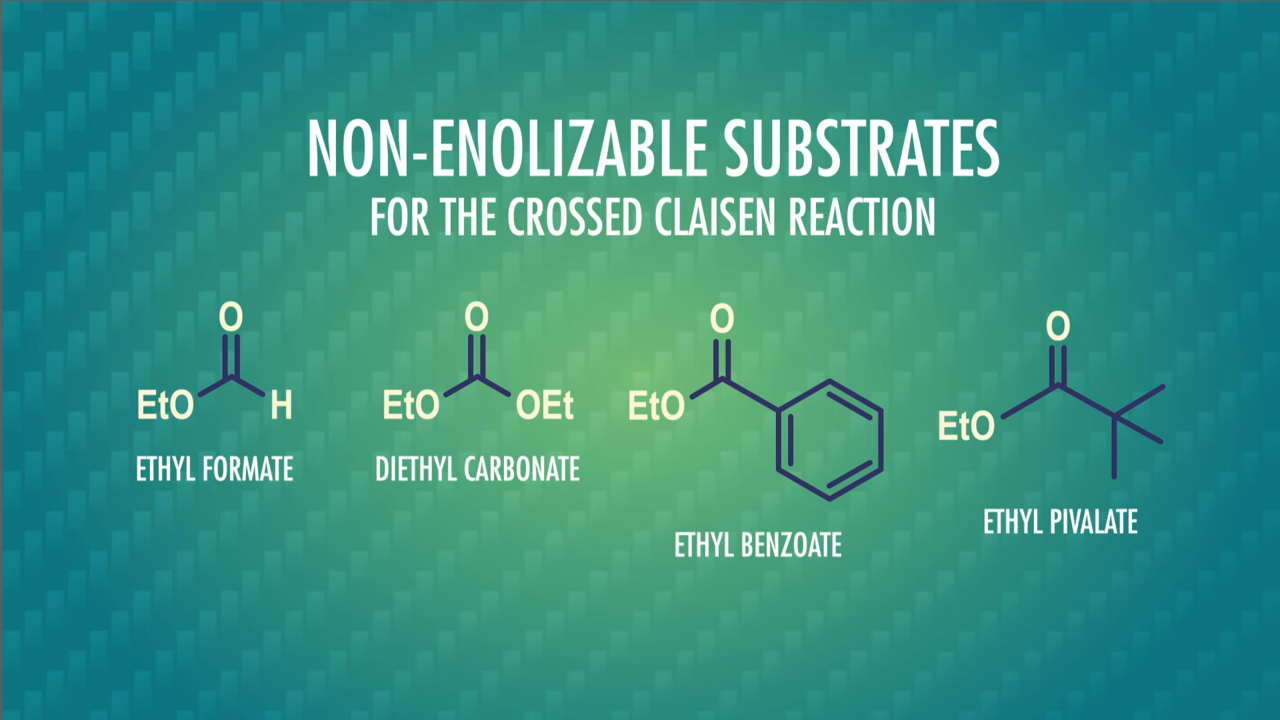 NON-ENOLIZABLE SUBSTRATES
FOR THE CROSSED CLAISEN REACTION
O
EtO H
ETHYL FORMATE
O
EtO OEt
DIETHYL CARBONATE
O
EtO
ETHYL BENZOATE
O
EtO
ETHYL PIVALATE